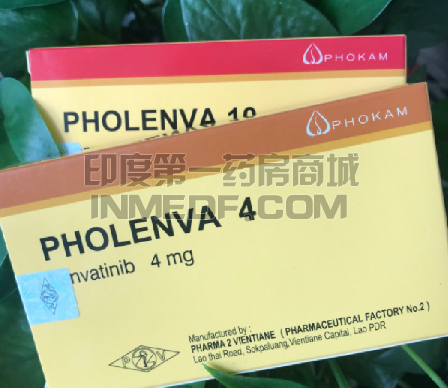 PHOKAM
PHOLENVA 10
PHOKAM
印度第一药房商城
INMEDF.COM
PHOLENVA 4
nvatinib 4 mg
Manufactured by :
PHARMA 2 VIENTIANE ( PHARMACEUTICAL FACTORY No.2 )
Lao thai Road, Sokpaluang, Vientiane Capital, Lao PDR